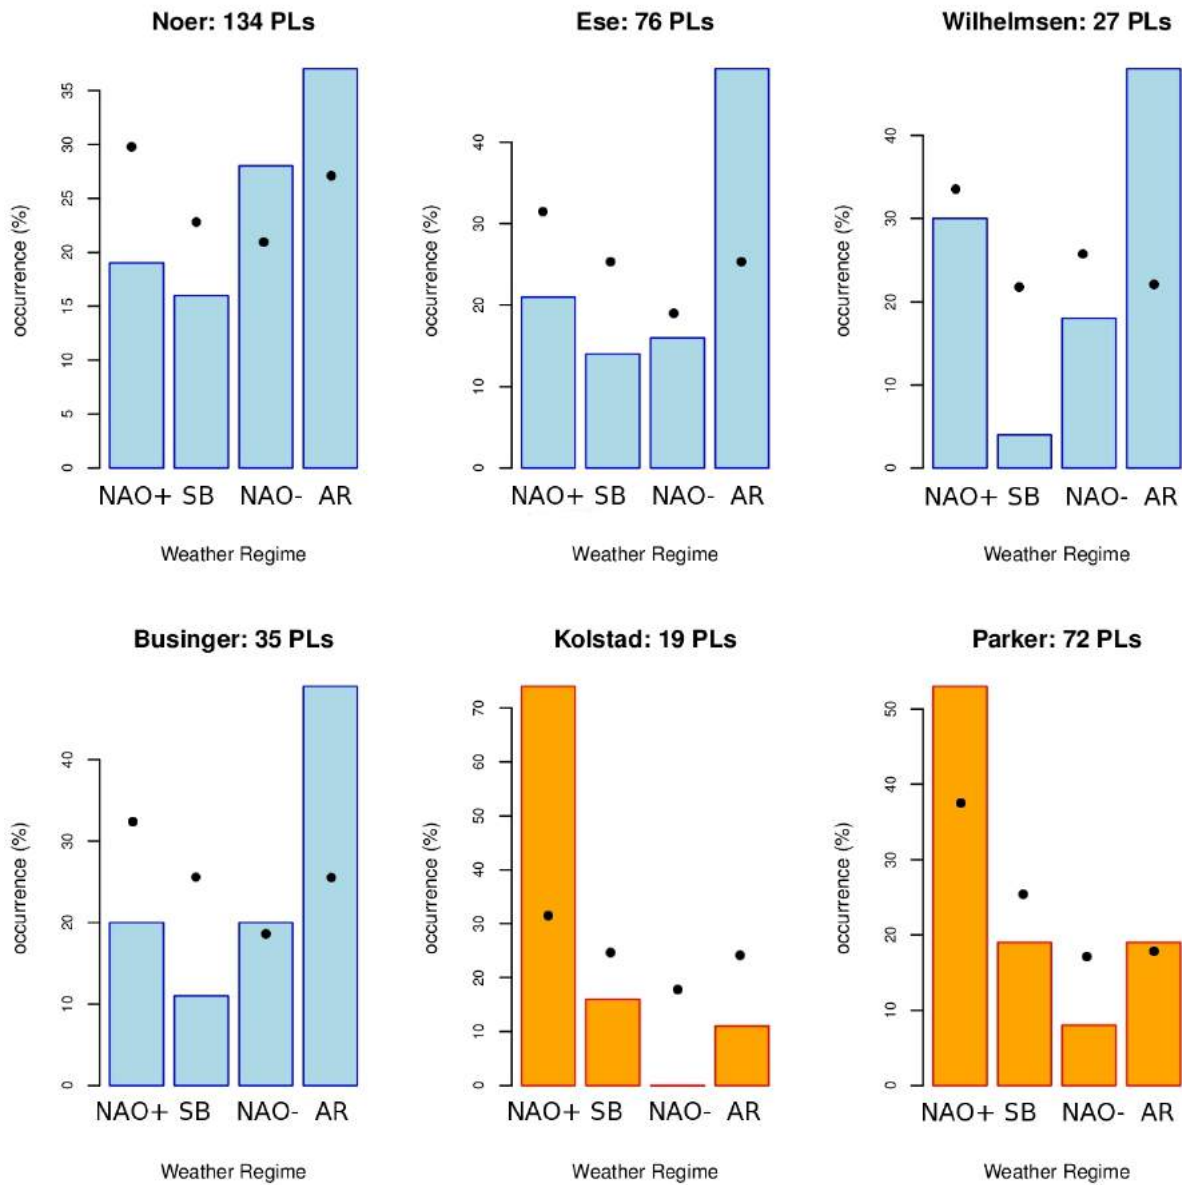 Noer: 134 PLs
occurrence (%)
35
30
25
20
15
10
5
0
NAO+ SB NAO- AR
Weather Regime
Ese: 76 PLs
occurrence (%)
40
30
20
10
0
NAO+ SB NAO- AR
Weather Regime
Wilhelmsen: 27 PLs
occurrence (%)
40
30
20
10
0
NAO+ SB NAO- AR
Weather Regime
Businger: 35 PLs
occurrence (%)
40
30
20
10
0
NAO+ SB NAO- AR
Weather Regime
Kolstad: 19 PLs
occurrence (%)
70
60
50
40
30
20
10
0
NAO+ SB NAO- AR
Weather Regime
Parker: 72 PLs
occurrence (%)
50
40
30
20
10
0
NAO+ SB NAO- AR
Weather Regime